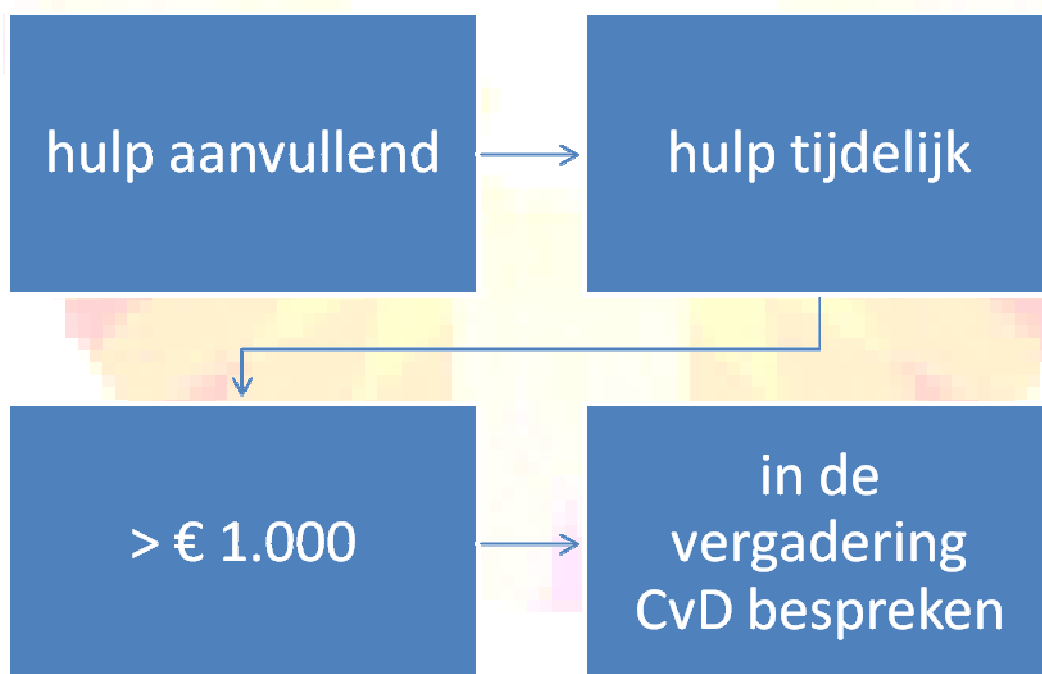 hulp aanvullend
hulp tijdelijk
> € 1.000
in de
vergadering
CvD bespreken